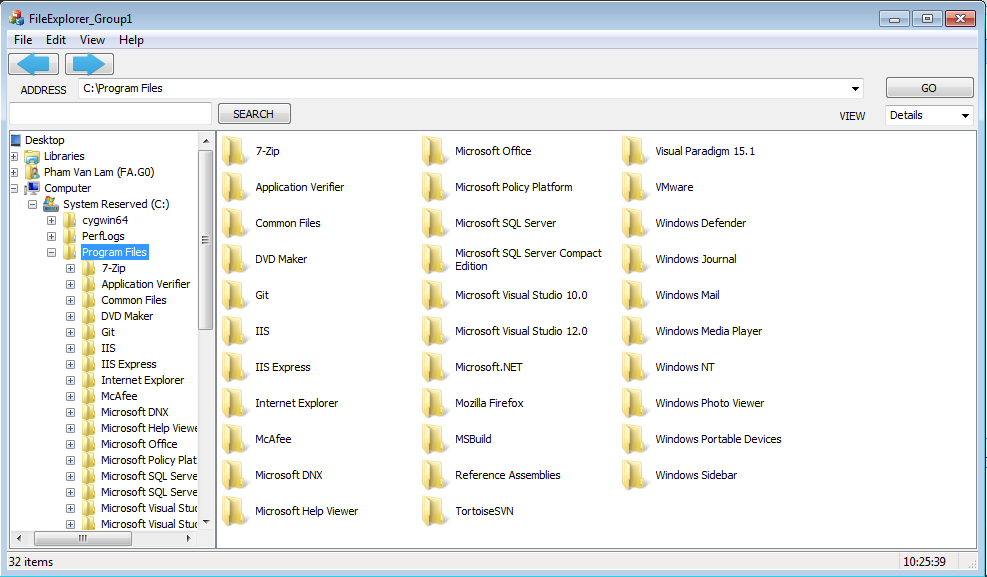 FileExplorer_Group1
File Edit View Help
ADDRESS C:\Program Files GO
SEARCH VIEW Details
Desktop
Libraries
Pham Van Lam (FA.G0)
Computer
System Reserved (C:)
cygwin64
PerfLogs
Program Files
7-Zip
Application Verifier
Common Files
DVD Maker
Git
IIS
IIS Express
Internet Explorer
McAfee
Microsoft DNX
Microsoft Help Viewe
Microsoft Office
Microsoft Policy Plat
Microsoft SQL Serve
Microsoft SQL Serve
Microsoft Visual Stud
Microsoft Visual Stud
7-Zip
Application Verifier
Common Files
DVD Maker
Git
IIS
IIS Express
Internet Explorer
McAfee
Microsoft DNX
Microsoft Help Viewer
Microsoft Office
Microsoft Policy Platform
Microsoft SQL Server
Microsoft SQL Server Compact
Edition
Microsoft Visual Studio 10.0
Microsoft Visual Studio 12.0
Microsoft.NET
Mozilla Firefox
MSBuild
Reference Assemblies
TortoiseSVN
Visual Paradigm 15.1
VMware
Windows Defender
Windows Journal
Windows Mail
Windows Media Player
Windows NT
Windows Photo Viewer
Windows Portable Devices
Windows Sidebar
32 items 10:25:39